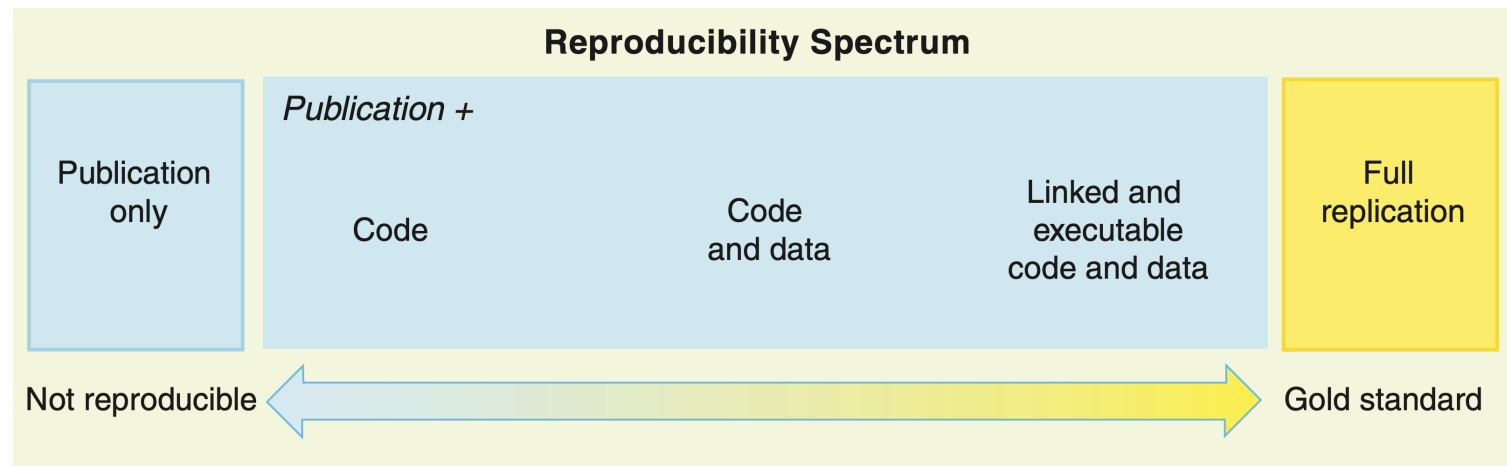 Reproducibility Spectrum
Publication
only
Publication +
Code
Code
and data
Linked and
executable
code and data
Full
replication
Not reproducible
Gold standard